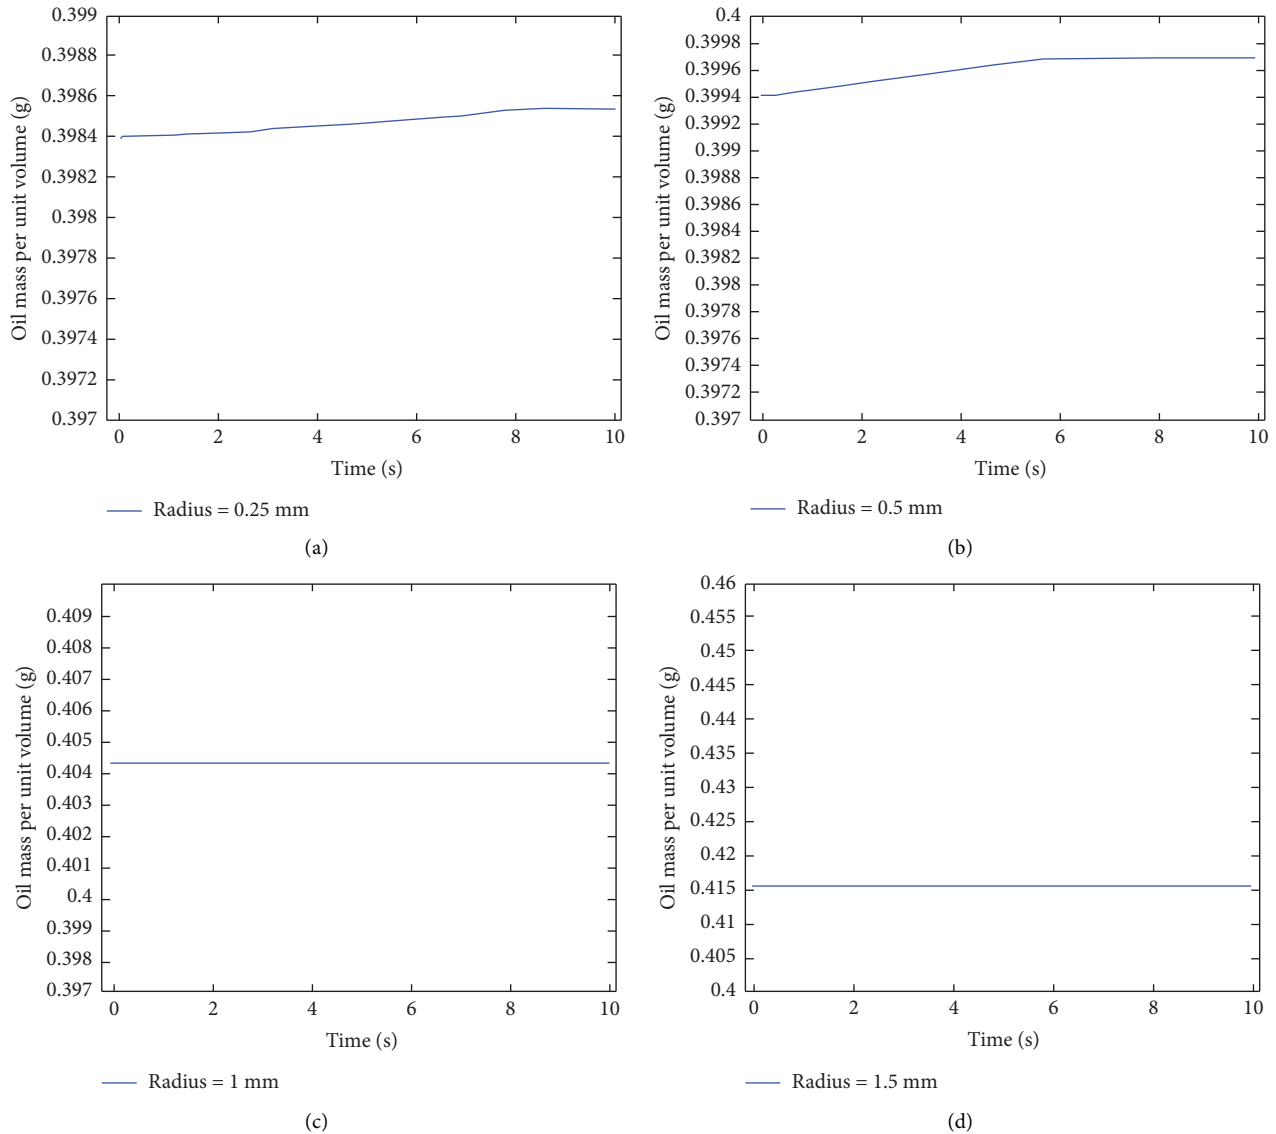 Oil mass per unit volume (g)
0.399
0.3988
0.3986
0.3984
0.3982
0.398
0.3978
0.3976
0.3974
0.3972
0.397
0 2 4 6 8 10
Time (s)
Radius = 0.25 mm
(a)
Oil mass per unit volume (g)
0.4
0.3998
0.3996
0.3994
0.3992
0.399
0.3988
0.3986
0.3984
0.3982
0.398
0.3978
0.3976
0.3974
0.3972
0.397
0 2 4 6 8 10
Time (s)
Radius = 0.5 mm
(b)
Oil mass per unit volume (g)
0.409
0.408
0.407
0.406
0.405
0.404
0.403
0.402
0.401
0.4
0.399
0.398
0.397
0 2 4 6 8 10
Time (s)
Radius = 1 mm
(c)
Oil mass per unit volume (g)
0.46
0.455
0.45
0.445
0.44
0.435
0.43
0.425
0.42
0.415
0.41
0.405
0.4
0 2 4 6 8 10
Time (s)
Radius = 1.5 mm
(d)